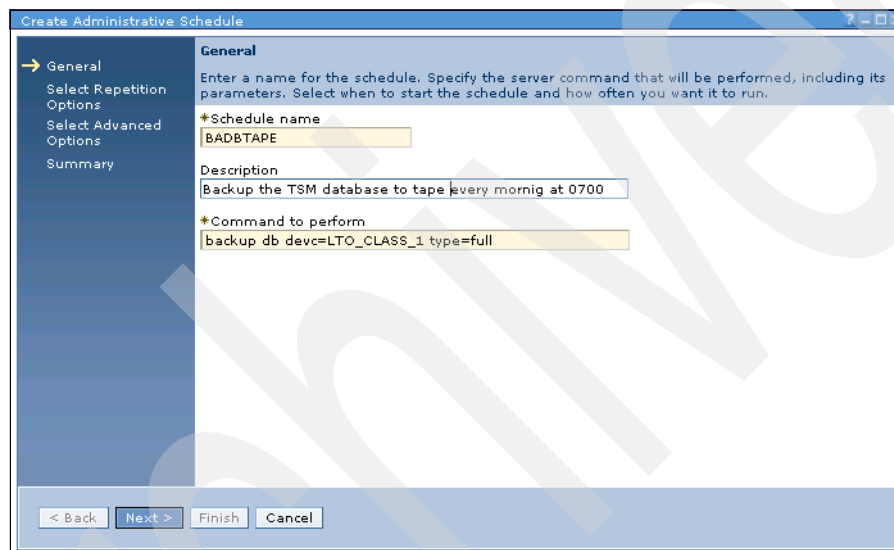 Create Administrative Schedule
General
Select Repetition
Options
Select Advanced
Options
Summary
General
Enter a name for the schedule. Specify the server command that will be performed, including its
parameters. Select when to start the schedule and how often you want it to run.
*Schedule name
BADBTAPE
Description
Backup the TSM database to tape every mornig at 0700
*Command to perform
backup db devc=LTO_CLASS_1 type=full
< Back Next > Finish Cancel